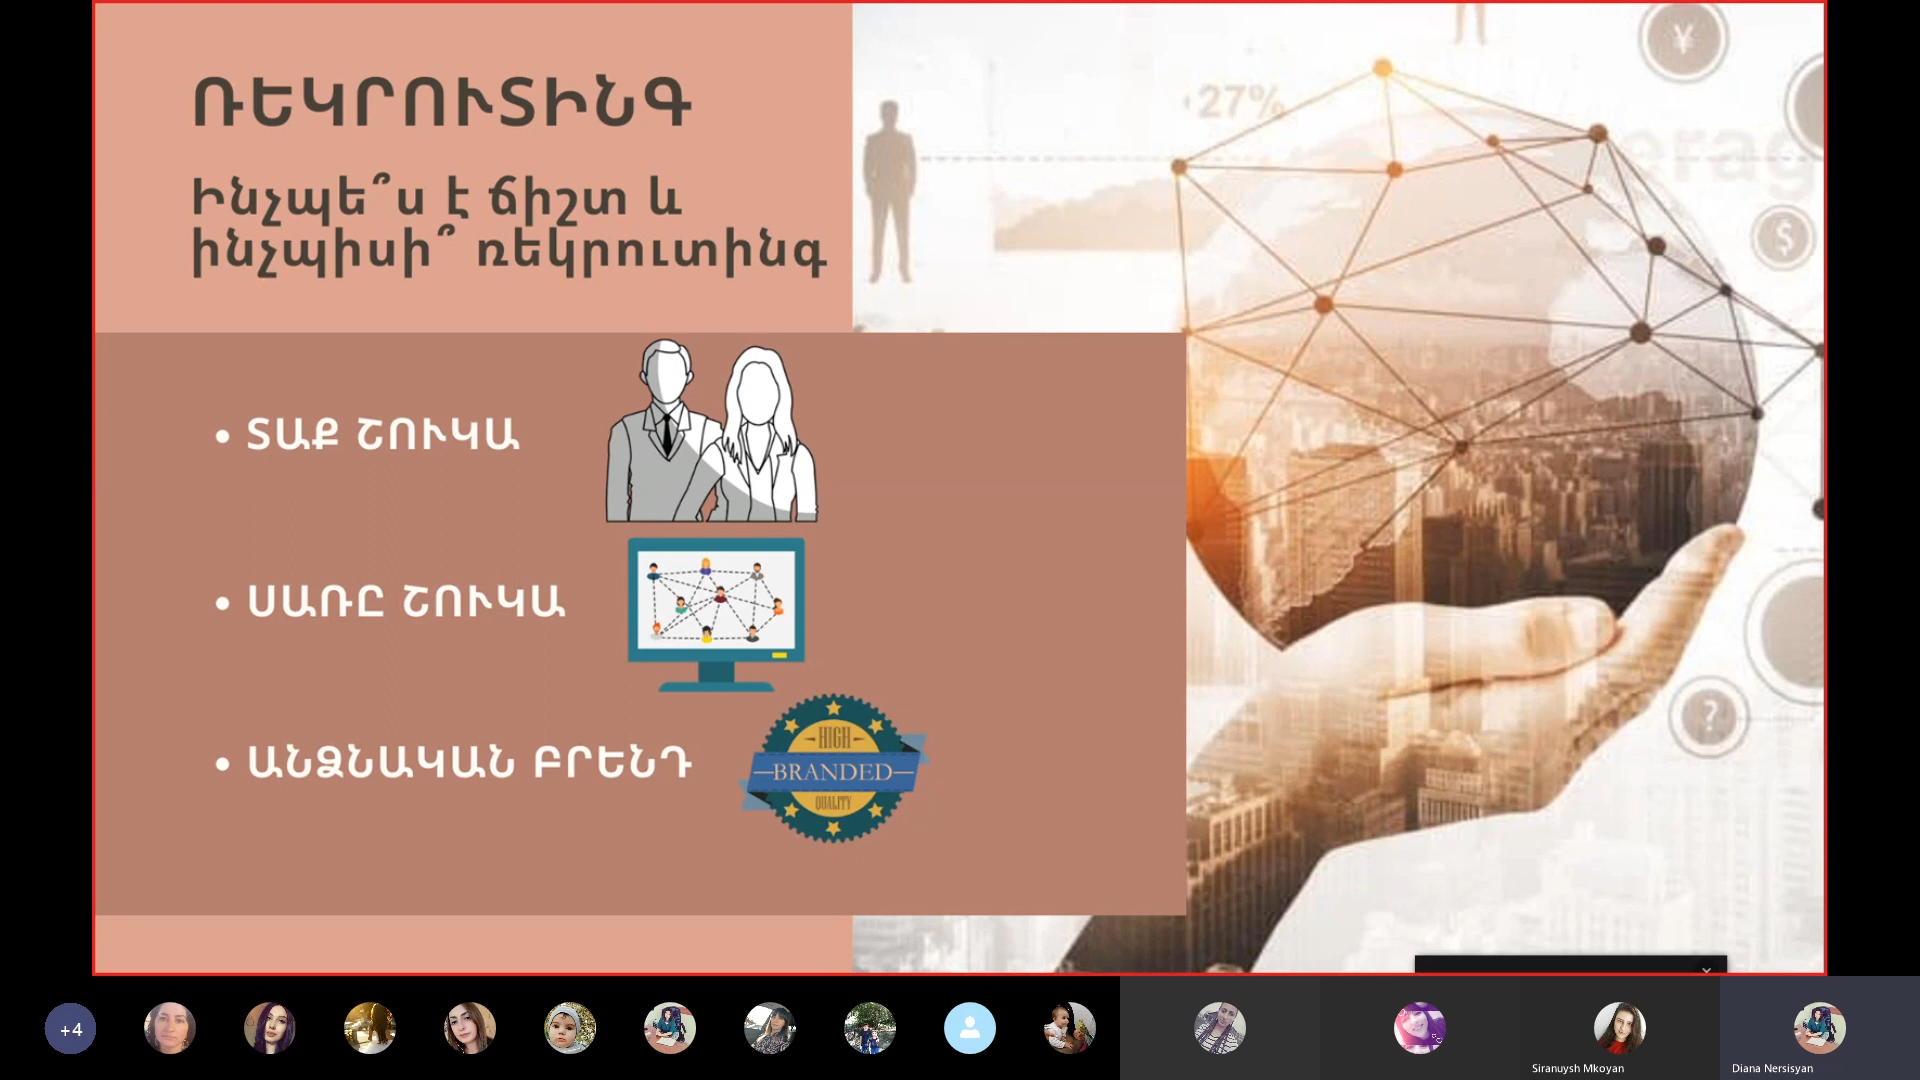 ՌԵԿՐՈՒՏԻՆԳ
Ինչպե՞ս է ճիշտ և
ինչպիսի՞ ռեկրուտինգ
• ՏԱՔ ՇՈՒԿԱ
• ՍԱՌԸ ՇՈՒԿԱ
• ԱՆՁՆԱԿԱՆ ԲՐԵՆԴ
HIGH
BRANDED
QUALITY
27%
erag
¥
$
?
+4
Siranuysh Mkoyan
Diana Nersisyan